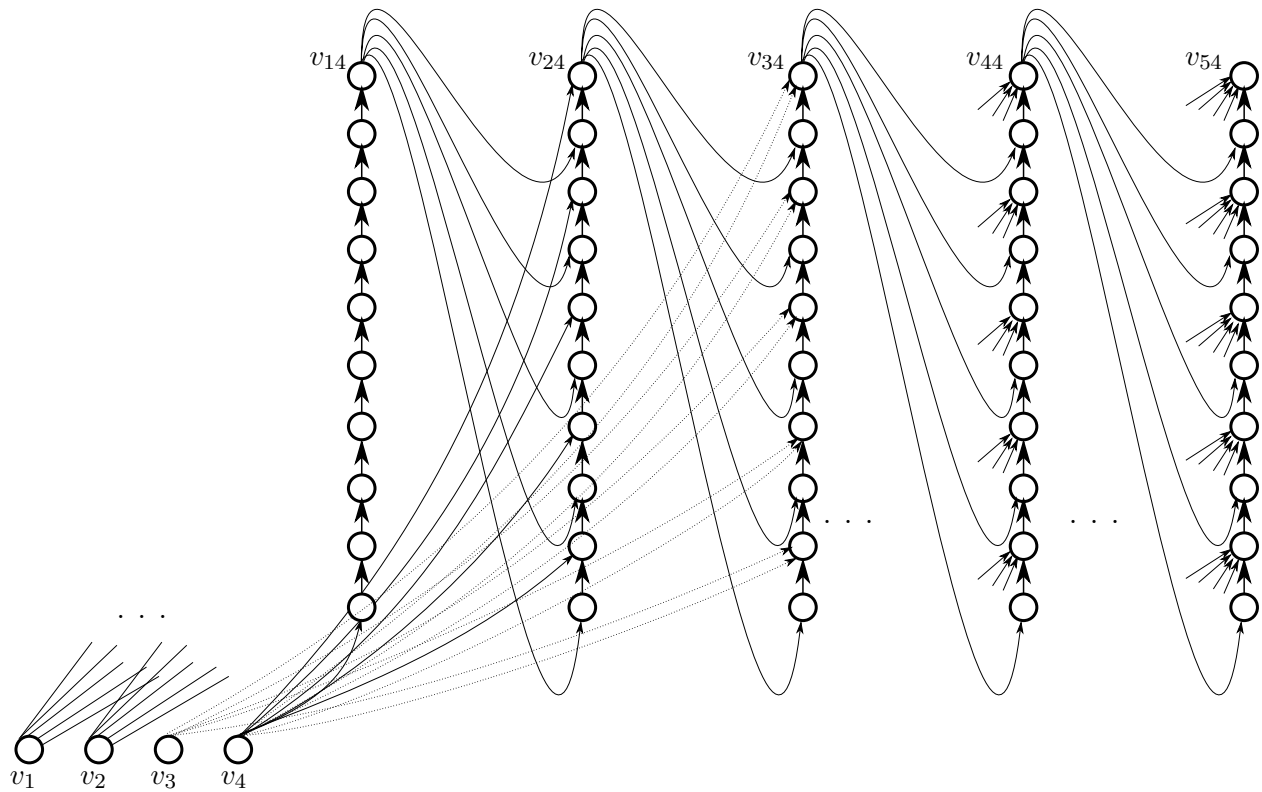 v14 v24 v34 v44 v54
. . . . . .
. . .
v1 v2 v3 v4